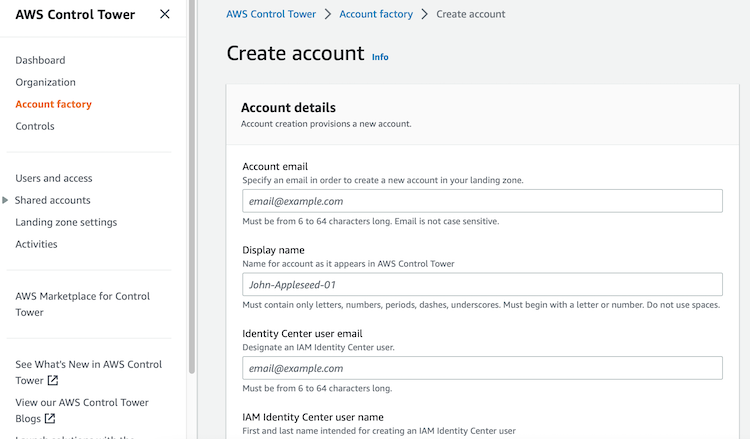 AWS Control Tower
Dashboard
Organization
Account factory
Controls
Users and access
Shared accounts
Landing zone settings
Activities
AWS Marketplace for Control
Tower
See What's New in AWS Control
Tower
View our AWS Control Tower
Blogs
Launch solutions with the
AWS Control Tower > Account factory > Create account
Create account Info
Account details
Account creation provisions a new account.
Account email
Specify an email in order to create a new account in your landing zone.
email@example.com
Must be from 6 to 64 characters long. Email is not case sensitive.
Display name
Name for account as it appears in AWS Control Tower
John-Appleseed-01
Must contain only letters, numbers, periods, dashes, underscores. Must begin with a letter or number. Do not use spaces.
Identity Center user email
Designate an IAM Identity Center user.
email@example.com
Must be from 6 to 64 characters long.
IAM Identity Center user name
First and last name intended for creating an IAM Identity Center user